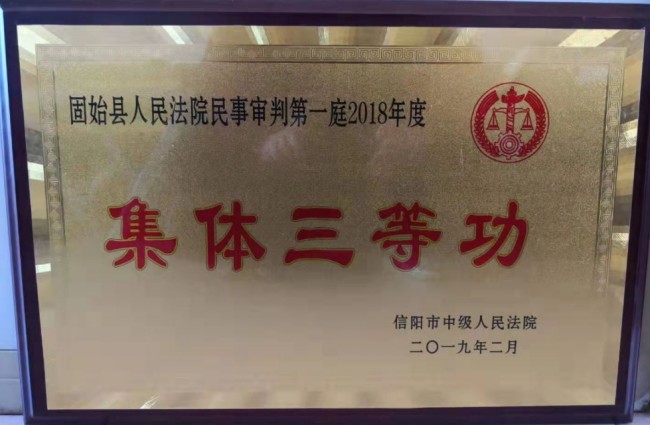 固始县人民法院民事审判第一庭2018年度
集体三等功
信阳市中级人民法院
二〇一九年二月